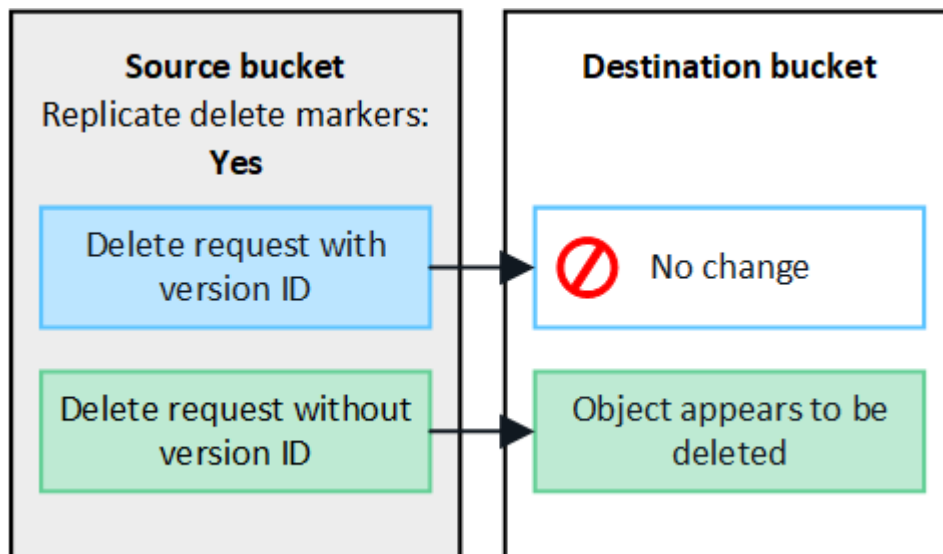 Source bucket
Replicate delete markers:
Yes
Delete request with
version ID
Delete request without
version ID
Destination bucket
No change
Object appears to be
deleted